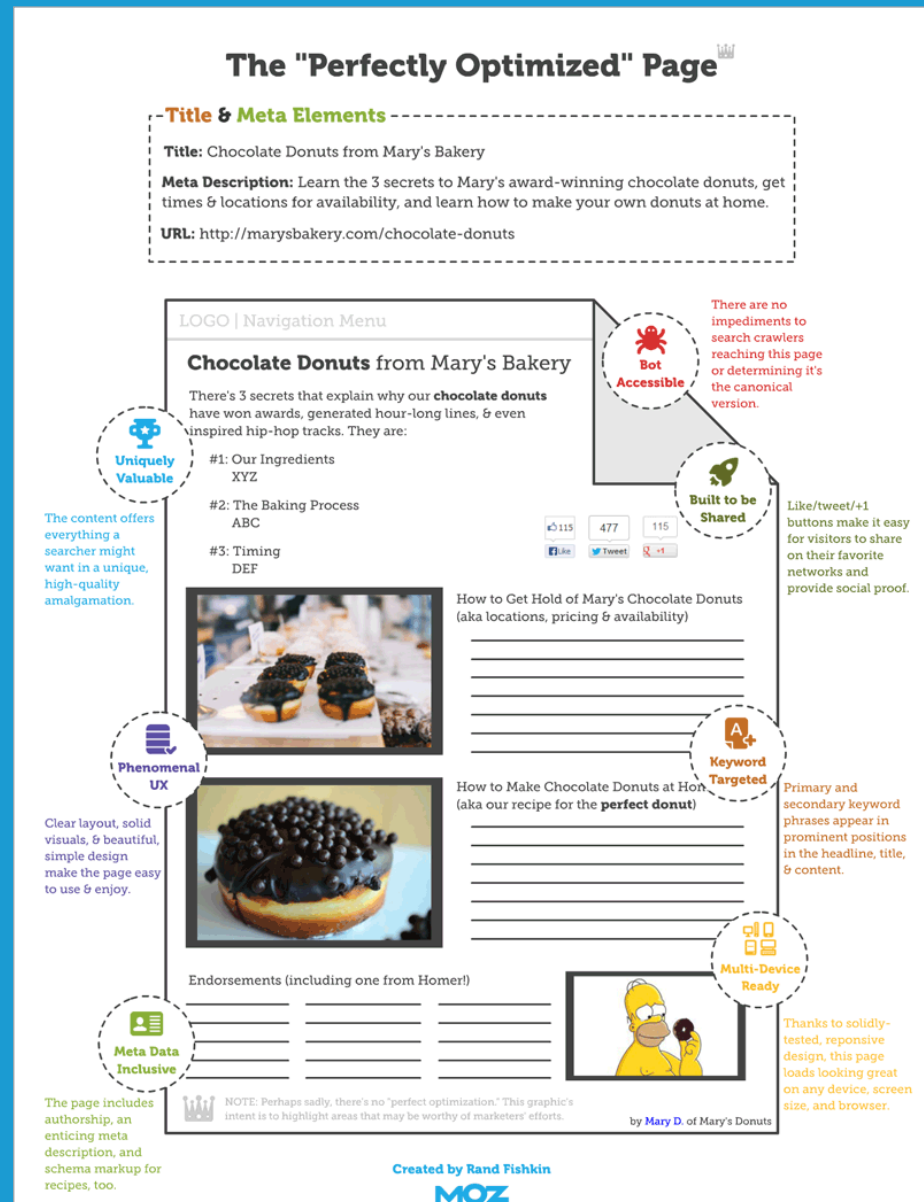 The "Perfectly Optimized" Page
Title & Meta Elements
Title: Chocolate Donuts from Mary's Bakery
Meta Description: Learn the 3 secrets to Mary's award-winning chocolate donuts, get
times & locations for availability, and learn how to make your own donuts at home.
URL: http://marysbakery.com/chocolate-donuts
LOGO | Navigation Menu
Chocolate Donuts from Mary's Bakery
There's 3 secrets that explain why our chocolate donuts
have won awards, generated hour-long lines, & even
inspired hip-hop tracks. They are:
#1: Our Ingredients
XYZ
#2: The Baking Process
ABC
#3: Timing
DEF
Bot
Accessible
There are no
impediments to
search crawlers
reaching this page
or determining it's
the canonical
version.
Uniquely
Valuable
The content offers
everything a
searcher might
want in a unique,
high-quality
amalgamation.
Built to be
Shared
Like/tweet/+1
buttons make it easy
for visitors to share
on their favorite
networks and
provide social proof.
115
477
115
Like
Tweet
+1
How to Get Hold of Mary's Chocolate Donuts
(aka locations, pricing & availability)
Phenomenal
UX
Clear layout, solid
visuals, & beautiful,
simple design
make the page easy
to use & enjoy.
Keyword
Targeted
Primary and
secondary keyword
phrases appear in
prominent positions
in the headline, title,
& content.
How to Make Chocolate Donuts at Hom
(aka our recipe for the perfect donut)
Multi-Device
Ready
Thanks to solidly-
tested, reponsive
design, this page
loads looking great
on any device, screen
size, and browser.
Endorsements (including one from Homer!)
Meta Data
Inclusive
The page includes
authorship, an
enticing meta
description, and
schema markup for
recipes, too.
NOTE: Perhaps sadly, there's no "perfect optimization." This graphic's
intent is to highlight areas that may be worthy of marketers' efforts.
by Mary D. of Mary's Donuts
Created by Rand Fishkin
MOZ